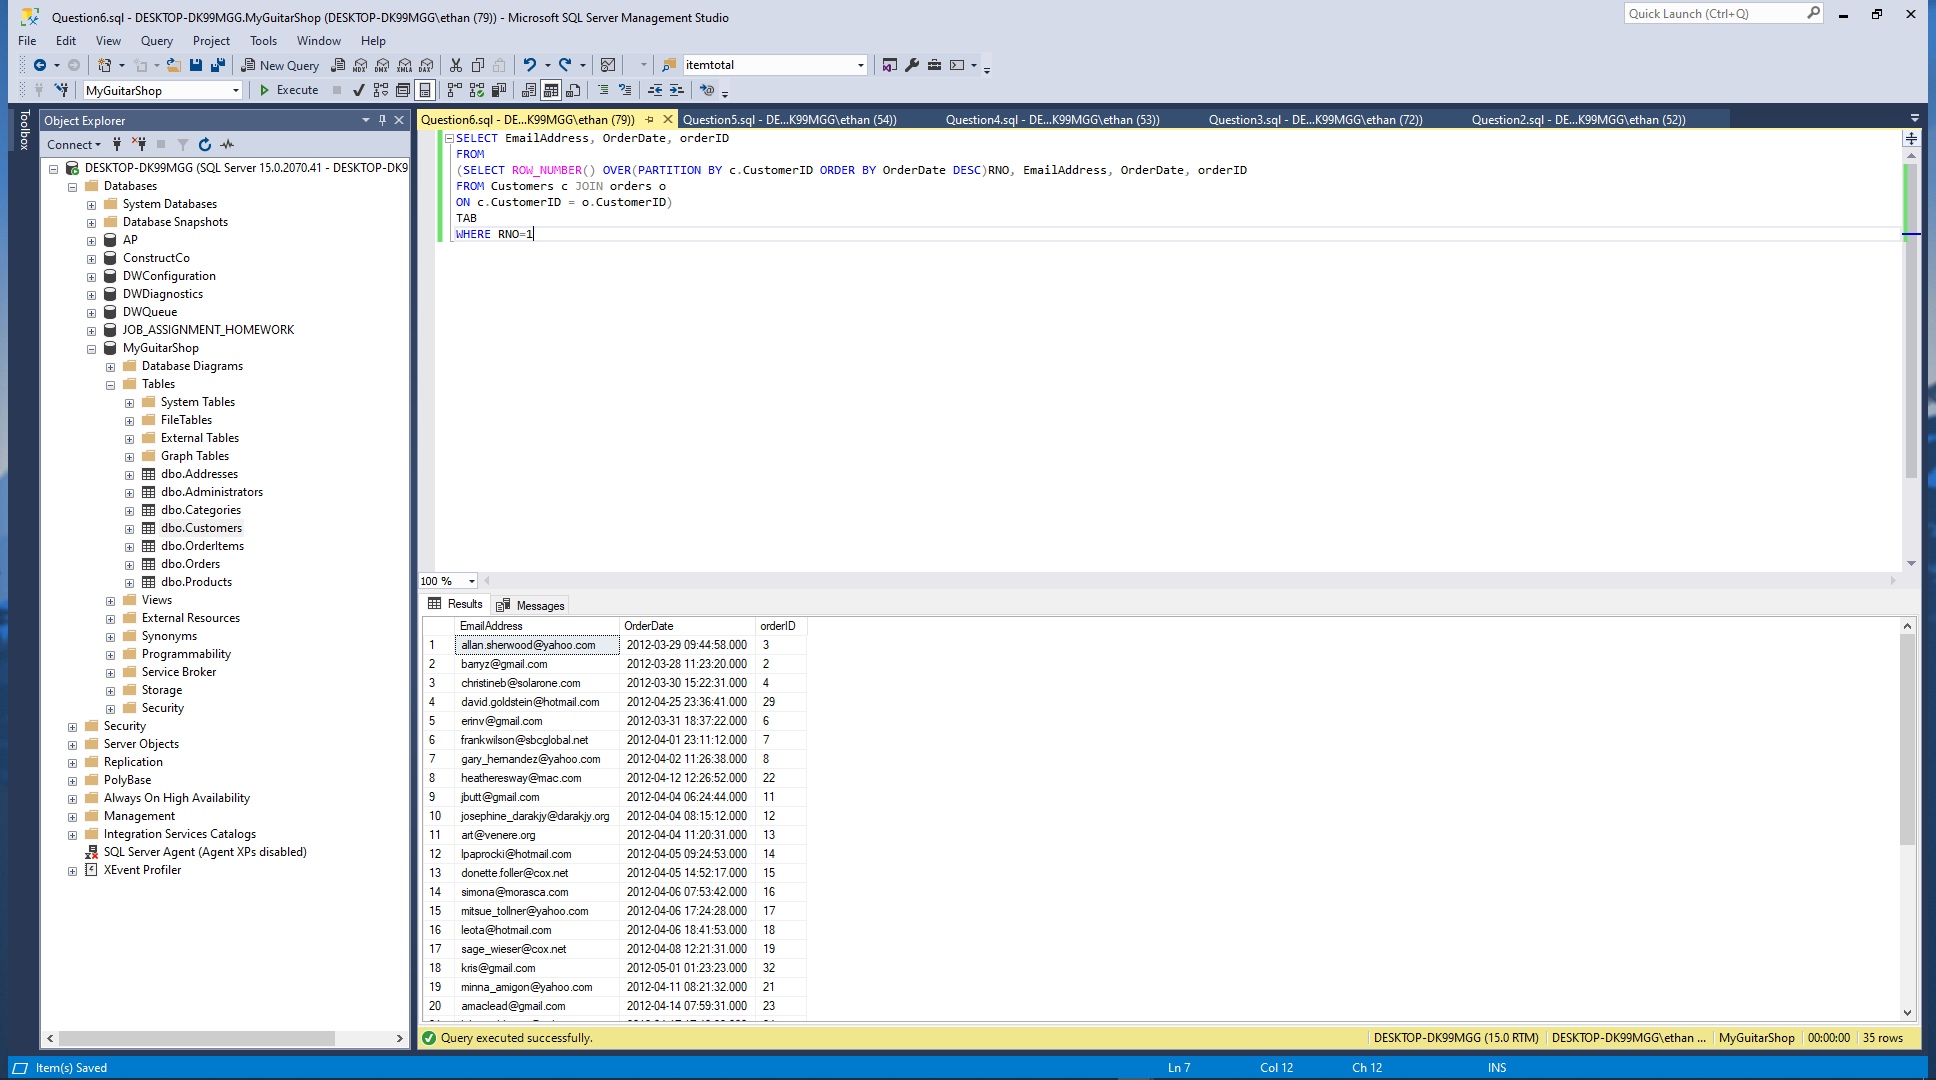 Question6.sql - DESKTOP-DK99MGG.MyGuitarShop (DESKTOP-DK99MGG\ethan (79)) - Microsoft SQL Server Management Studio
Quick Launch (Ctrl+Q)
File Edit View Query Project Tools Window Help
New Query MDX DMX XMLA DAX itemtotal
MyGuitarShop Execute
Toolbox
Object Explorer
Connect
DESKTOP-DK99MGG (SQL Server 15.0.2070.41 - DESKTOP-DK9
Databases
System Databases
Database Snapshots
AP
ConstructCo
DWConfiguration
DWDiagnostics
DWQueue
JOB_ASSIGNMENT_HOMEWORK
MyGuitarShop
Database Diagrams
Tables
System Tables
FileTables
External Tables
Graph Tables
dbo.Addresses
dbo.Administrators
dbo.Categories
dbo.Customers
dbo.OrderItems
dbo.Orders
dbo.Products
Views
External Resources
Synonyms
Programmability
Service Broker
Storage
Security
Security
Server Objects
Replication
PolyBase
Always On High Availability
Management
Integration Services Catalogs
SQL Server Agent (Agent XPs disabled)
XEvent Profiler
Question6.sql - DE...K99MGG\ethan (79)) Question5.sql - DE...K99MGG\ethan (54)) Question4.sql - DE...K99MGG\ethan (53)) Question3.sql - DE...K99MGG\ethan (72)) Question2.sql - DE...K99MGG\ethan (52))
SELECT EmailAddress, OrderDate, orderID
FROM
(SELECT ROW_NUMBER() OVER(PARTITION BY c.CustomerID ORDER BY OrderDate DESC)RNO, EmailAddress, OrderDate, orderID
FROM Customers c JOIN orders o
ON c.CustomerID = o.CustomerID)
TAB
WHERE RNO=1
100 %
Results Messages
EmailAddress OrderDate orderID
1 allan.sherwood@yahoo.com 2012-03-29 09:44:58.000 3
2 barryz@gmail.com 2012-03-28 11:23:20.000 2
3 christineb@solarone.com 2012-03-30 15:22:31.000 4
4 david.goldstein@hotmail.com 2012-04-25 23:36:41.000 29
5 erinv@gmail.com 2012-03-31 18:37:22.000 6
6 frankwilson@sbcglobal.net 2012-04-01 23:11:12.000 7
7 gary_hernandez@yahoo.com 2012-04-02 11:26:38.000 8
8 heatheresway@mac.com 2012-04-12 12:26:52.000 22
9 jbutt@gmail.com 2012-04-04 06:24:44.000 11
10 josephine_darakjy@darakjy.org 2012-04-04 08:15:12.000 12
11 art@venere.org 2012-04-04 11:20:31.000 13
12 lpaprocki@hotmail.com 2012-04-05 09:24:53.000 14
13 donette.foller@cox.net 2012-04-05 14:52:17.000 15
14 simona@morasca.com 2012-04-06 07:53:42.000 16
15 mitsue_tollner@yahoo.com 2012-04-06 17:24:28.000 17
16 leota@hotmail.com 2012-04-06 18:41:53.000 18
17 sage_wieser@cox.net 2012-04-08 12:21:31.000 19
18 kris@gmail.com 2012-05-01 01:23:23.000 32
19 minna_amigon@yahoo.com 2012-04-11 08:21:32.000 21
20 amaclead@gmail.com 2012-04-14 07:59:31.000 23
Query executed successfully. DESKTOP-DK99MGG (15.0 RTM) DESKTOP-DK99MGG\ethan ... MyGuitarShop 00:00:00 35 rows
Item(s) Saved Ln 7 Col 12 Ch 12 INS